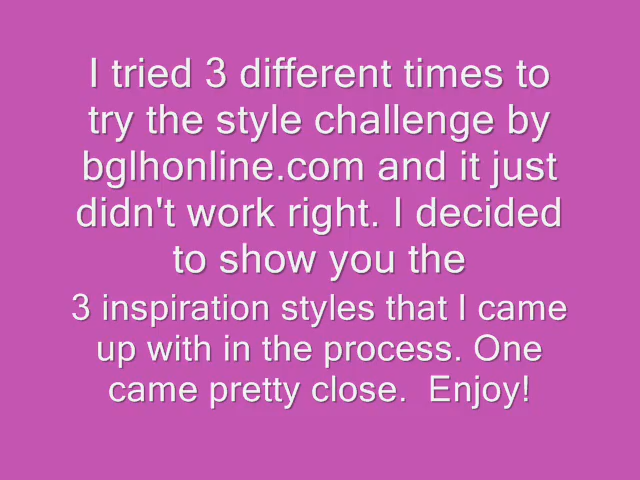 I tried 3 different times to
try the style challenge by
bglhonline.com and it just
didn't work right. I decided
to show you the
3 inspiration styles that I came
up with in the process. One
came pretty close.  Enjoy!